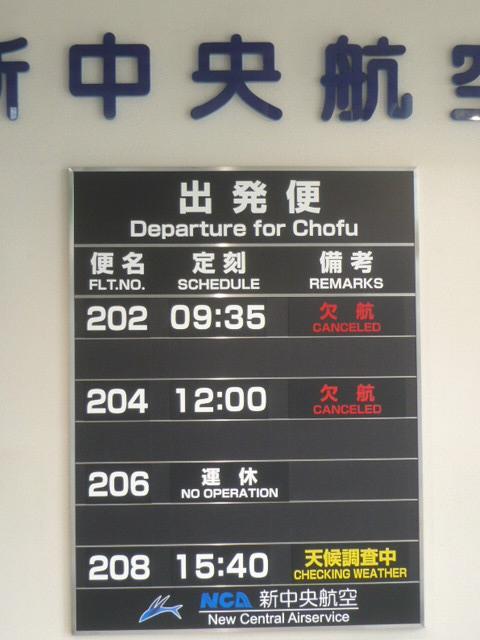 新中央航空
出発便
Departure for Chofu
便名 定刻 備考
FLT.NO. SCHEDULE REMARKS
202 09:35 欠航
CANCELED
204 12:00 欠航
CANCELED
206 運休
NO OPERATION
208 15:40 天候調査中
CHECKING WEATHER
NCA 新中央航空
New Central Airservice